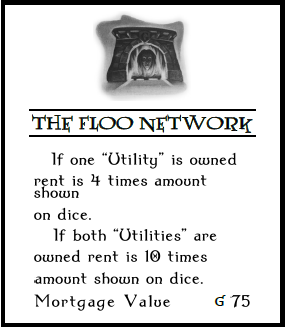 THE FLOO NETWORK
If one “Utility” is owned
rent is 4 times amount
shown
on dice.
If both “Utilities” are
owned rent is 10 times
amount shown on dice.
Mortgage Value G 75